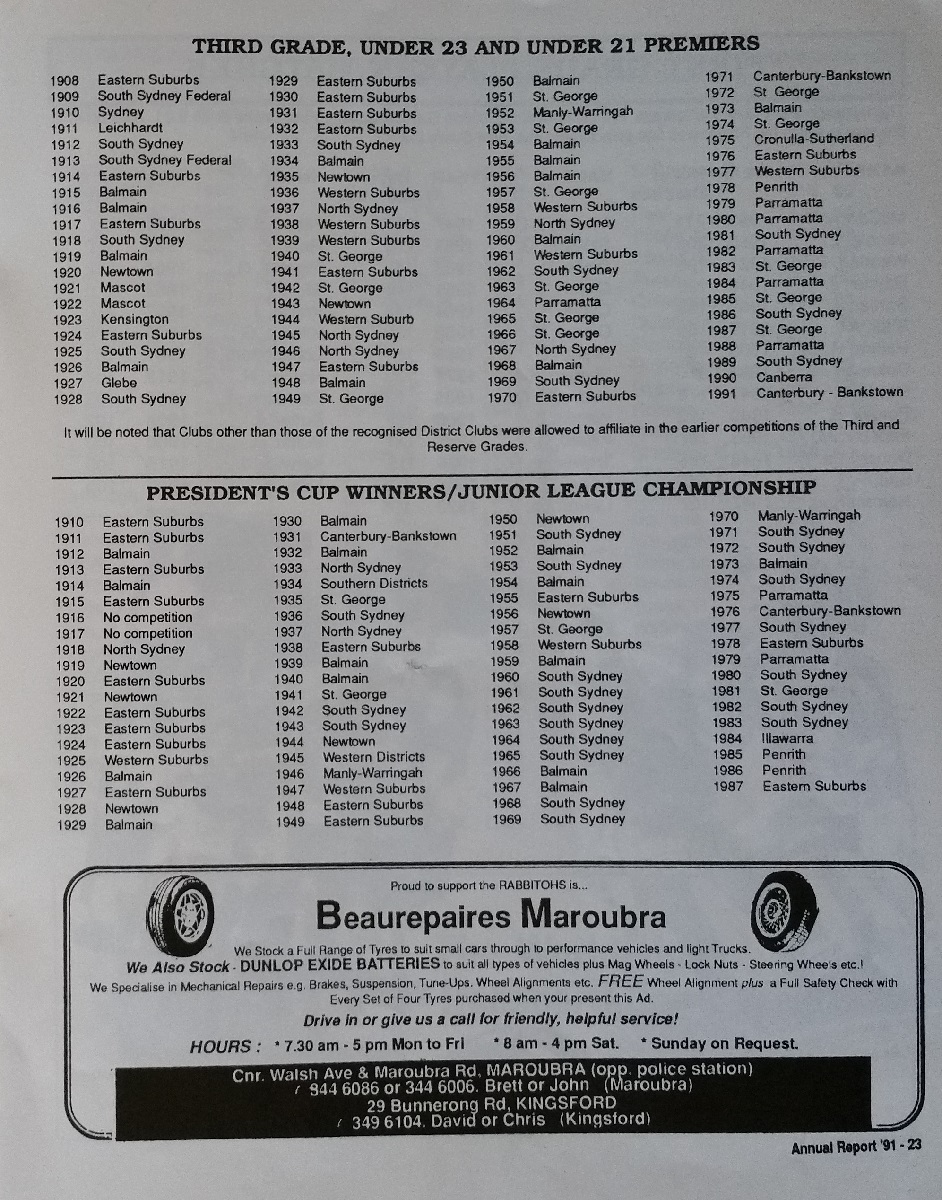 THIRD GRADE, UNDER 23 AND UNDER 21 PREMIERS
1908 Eastern Suburbs
1909 South Sydney Federal
1910 Sydney
1911 Leichhardt
1912 South Sydney
1913 South Sydney Federal
1914 Eastern Suburbs
1915 Balmain
1916 Balmain
1917 Eastern Suburbs
1918 South Sydney
1919 Balmain
1920 Newtown
1921 Mascot
1922 Mascot
1923 Kensington
1924 Eastern Suburbs
1925 South Sydney
1926 Balmain
1927 Glebe
1928 South Sydney
1929 Eastern Suburbs
1930 Eastern Suburbs
1931 Eastern Suburbs
1932 Eastorn Suburbs
1933 South Sydney
1934 Balmain
1935 Newtown
1936 Western Suburbs
1937 North Sydney
1938 Western Suburbs
1939 Western Suburbs
1940 St. George
1941 Eastern Suburbs
1942 St. George
1943 Newtown
1944 Western Suburb
1945 North Sydney
1946 North Sydney
1947 Eastern Suburbs
1948 Balmain
1949 St. George
1950 Balmain
1951 St. George
1952 Manly-Warringah
1953 St. George
1954 Balmain
1955 Balmain
1956 Balmain
1957 St. George
1958 Western Suburbs
1959 North Sydney
1960 Balmain
1961 Western Suburbs
1962 South Sydney
1963 St. George
1964 Parramatta
1965 St. George
1966 St. George
1967 North Sydney
1968 Balmain
1969 South Sydney
1970 Eastern Suburbs
1971 Canterbury-Bankstown
1972 St George
1973 Balmain
1974 St. George
1975 Cronulla-Sutherland
1976 Eastern Suburbs
1977 Western Suburbs
1978 Penrith
1979 Parramatta
1980 Parramatta
1981 South Sydney
1982 Parramatta
1983 St. George
1984 Parramatta
1985 St. George
1986 South Sydney
1987 St. George
1988 Parramatta
1989 South Sydney
1990 Canberra
1991 Canterbury - Bankstown
It will be noted that Clubs other than those of the recognised District Clubs were allowed to affiliate in the earlier competitions of the Third and
Reserve Grades.
PRESIDENT'S CUP WINNERS/JUNIOR LEAGUE CHAMPIONSHIP
1910 Eastern Suburbs
1911 Eastern Suburbs
1912 Balmain
1913 Eastern Suburbs
1914 Balmain
1915 Eastern Suburbs
1916 No competition
1917 No competition
1918 North Sydney
1919 Newtown
1920 Eastern Suburbs
1921 Newtown
1922 Eastern Suburbs
1923 Eastern Suburbs
1924 Eastern Suburbs
1925 Western Suburbs
1926 Balmain
1927 Eastern Suburbs
1928 Newtown
1929 Balmain
1930 Balmain
1931 Canterbury-Bankstown
1932 Balmain
1933 North Sydney
1934 Southern Districts
1935 St. George
1936 South Sydney
1937 North Sydney
1938 Eastern Suburbs
1939 Balmain
1940 Balmain
1941 St. George
1942 South Sydney
1943 South Sydney
1944 Newtown
1945 Western Districts
1946 Manly-Warringah
1947 Western Suburbs
1948 Eastern Suburbs
1949 Eastern Suburbs
1950 Newtown
1951 South Sydney
1952 Balmain
1953 South Sydney
1954 Balmain
1955 Eastern Suburbs
1956 Newtown
1957 St. George
1958 Western Suburbs
1959 Balmain
1960 South Sydney
1961 South Sydney
1962 South Sydney
1963 South Sydney
1964 South Sydney
1965 South Sydney
1966 Balmain
1967 Balmain
1968 South Sydney
1969 South Sydney
1970 Manly-Warringah
1971 South Sydney
1972 South Sydney
1973 Balmain
1974 South Sydney
1975 Parramatta
1976 Canterbury-Bankstown
1977 South Sydney
1978 Eastern Suburbs
1979 Parramatta
1980 South Sydney
1981 St. George
1982 South Sydney
1983 South Sydney
1984 Illawarra
1985 Penrith
1986 Penrith
1987 Eastern Suburbs
Proud to support the RABBITOHS is...
Beaurepaires Maroubra
We Stock a Full Range of Tyres to suit small cars through to performance vehicles and light Trucks.
We Also Stock - DUNLOP EXIDE BATTERIES to suit all types of vehicles plus Mag Wheels - Lock Nuts - Steering Wheels etc.!
We Specialise in Mechanical Repairs e.g. Brakes, Suspension, Tune-Ups. Wheel Alignments etc. FREE Wheel Alignment plus a Full Safety Check with
Every Set of Four Tyres purchased when your present this Ad.
Drive in or give us a call for friendly, helpful service!
HOURS : * 7.30 am - 5 pm Mon to Fri * 8 am - 4 pm Sat. * Sunday on Request.
Cnr. Walsh Ave & Maroubra Rd, MAROUBRA (opp. police station)
344 6086 or 344 6006. Brett or John (Maroubra)
29 Bunnerong Rd, KINGSFORD
349 6104. David or Chris (Kingsford)
Annual Report '91 - 23